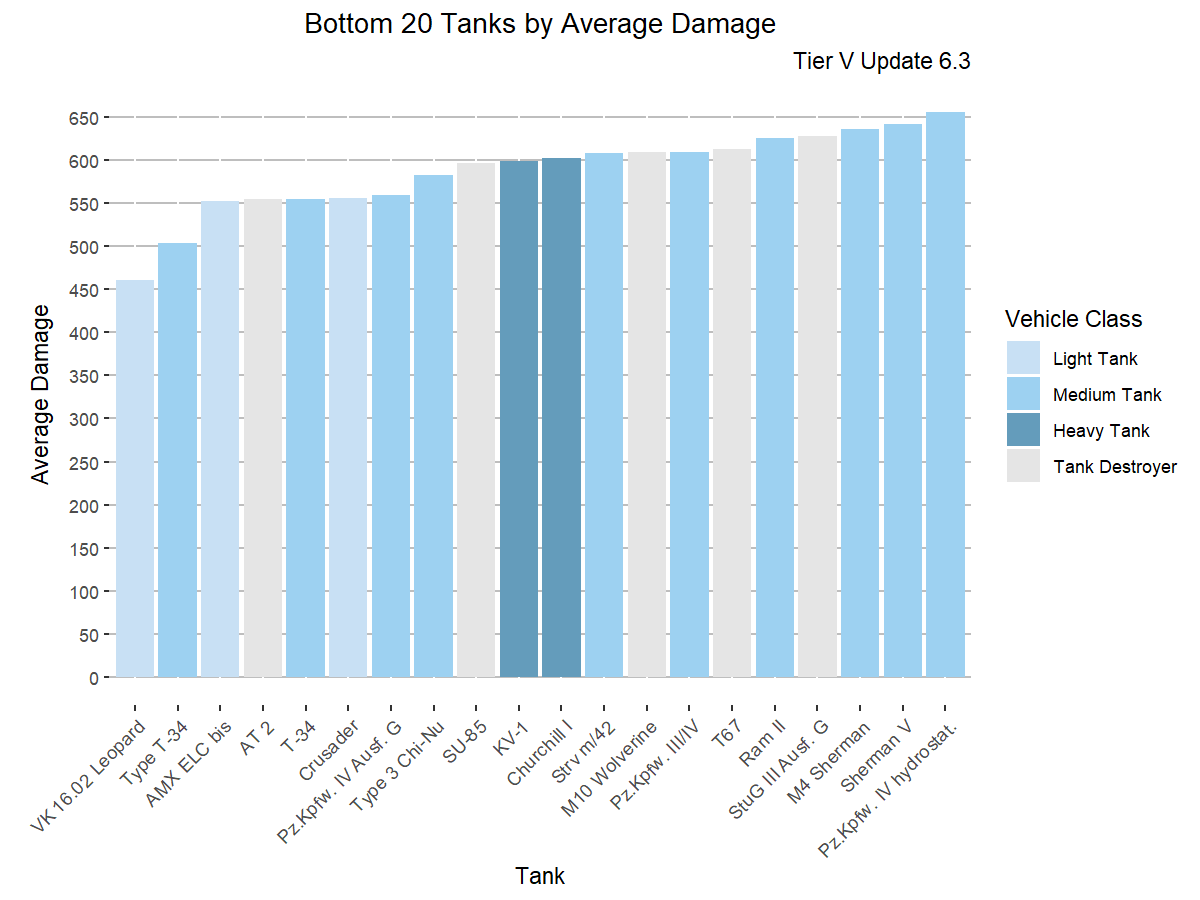 Bottom 20 Tanks by Average Damage
Tier V Update 6.3
Average Damage
650
600
550
500
450
400
350
300
250
200
150
100
50
0
VK 16.02 Leopard
Type T-34
AMX ELC bis
AT 2
T-34
Crusader
Pz.Kpfw. IV Ausf. G
Type 3 Chi-Nu
SU-85
KV-1
Churchill I
Strv m/42
M10 Wolverine
Pz.Kpfw. III/IV
T67
Ram II
StuG III Ausf. G
M4 Sherman
Sherman V
Pz.Kpfw. IV hydrostat.
Tank
Vehicle Class
Light Tank
Medium Tank
Heavy Tank
Tank Destroyer